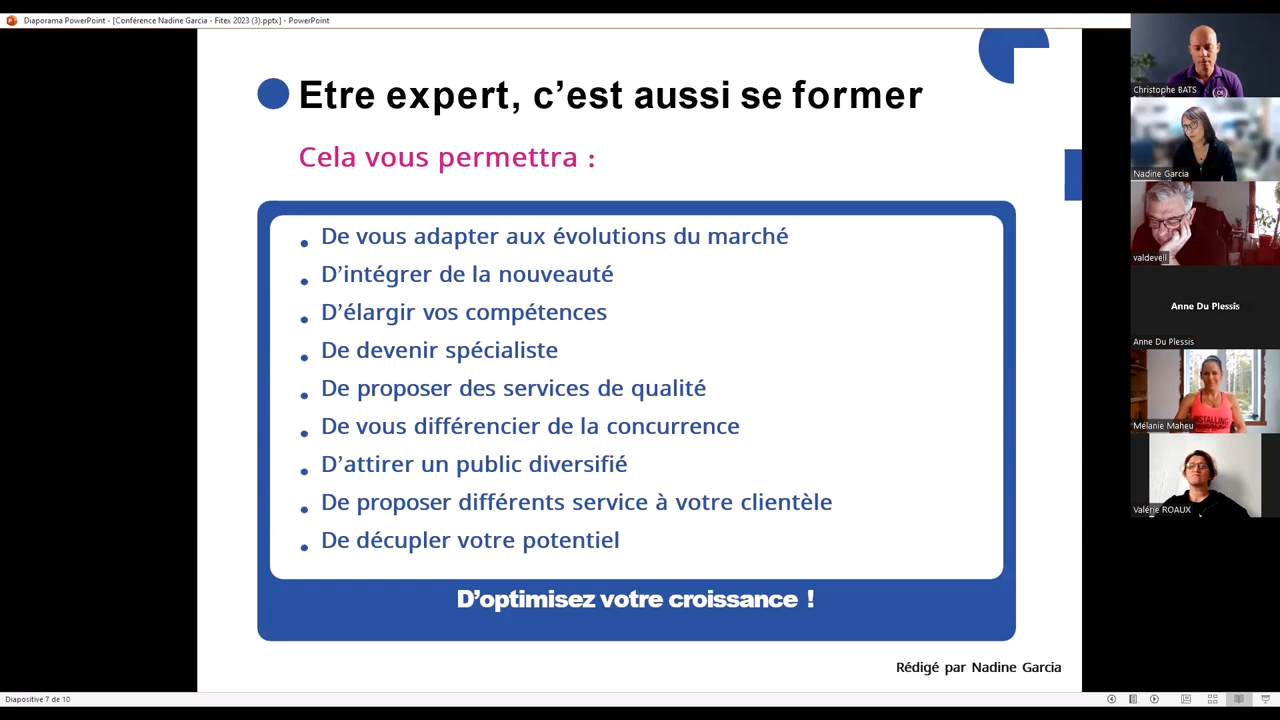 Diaporama PowerPoint - [Conférence Nadine Garcia - Fitex 2023 (3).pptx] - PowerPoint
Etre expert, c’est aussi se former
Cela vous permettra :
• De vous adapter aux évolutions du marché
• D’intégrer de la nouveauté
• D’élargir vos compétences
• De devenir spécialiste
• De proposer des services de qualité
• De vous différencier de la concurrence
• D’attirer un public diversifié
• De proposer différents service à votre clientèle
• De décupler votre potentiel
D’optimisez votre croissance !
Rédigé par Nadine Garcia
Diapositive 7 de 10
Christophe BATS
Nadine Garcia
valdevell
Anne Du Plessis
Anne Du Plessis
INSTALLING
Mélanie Maheu
Valérie ROAUX